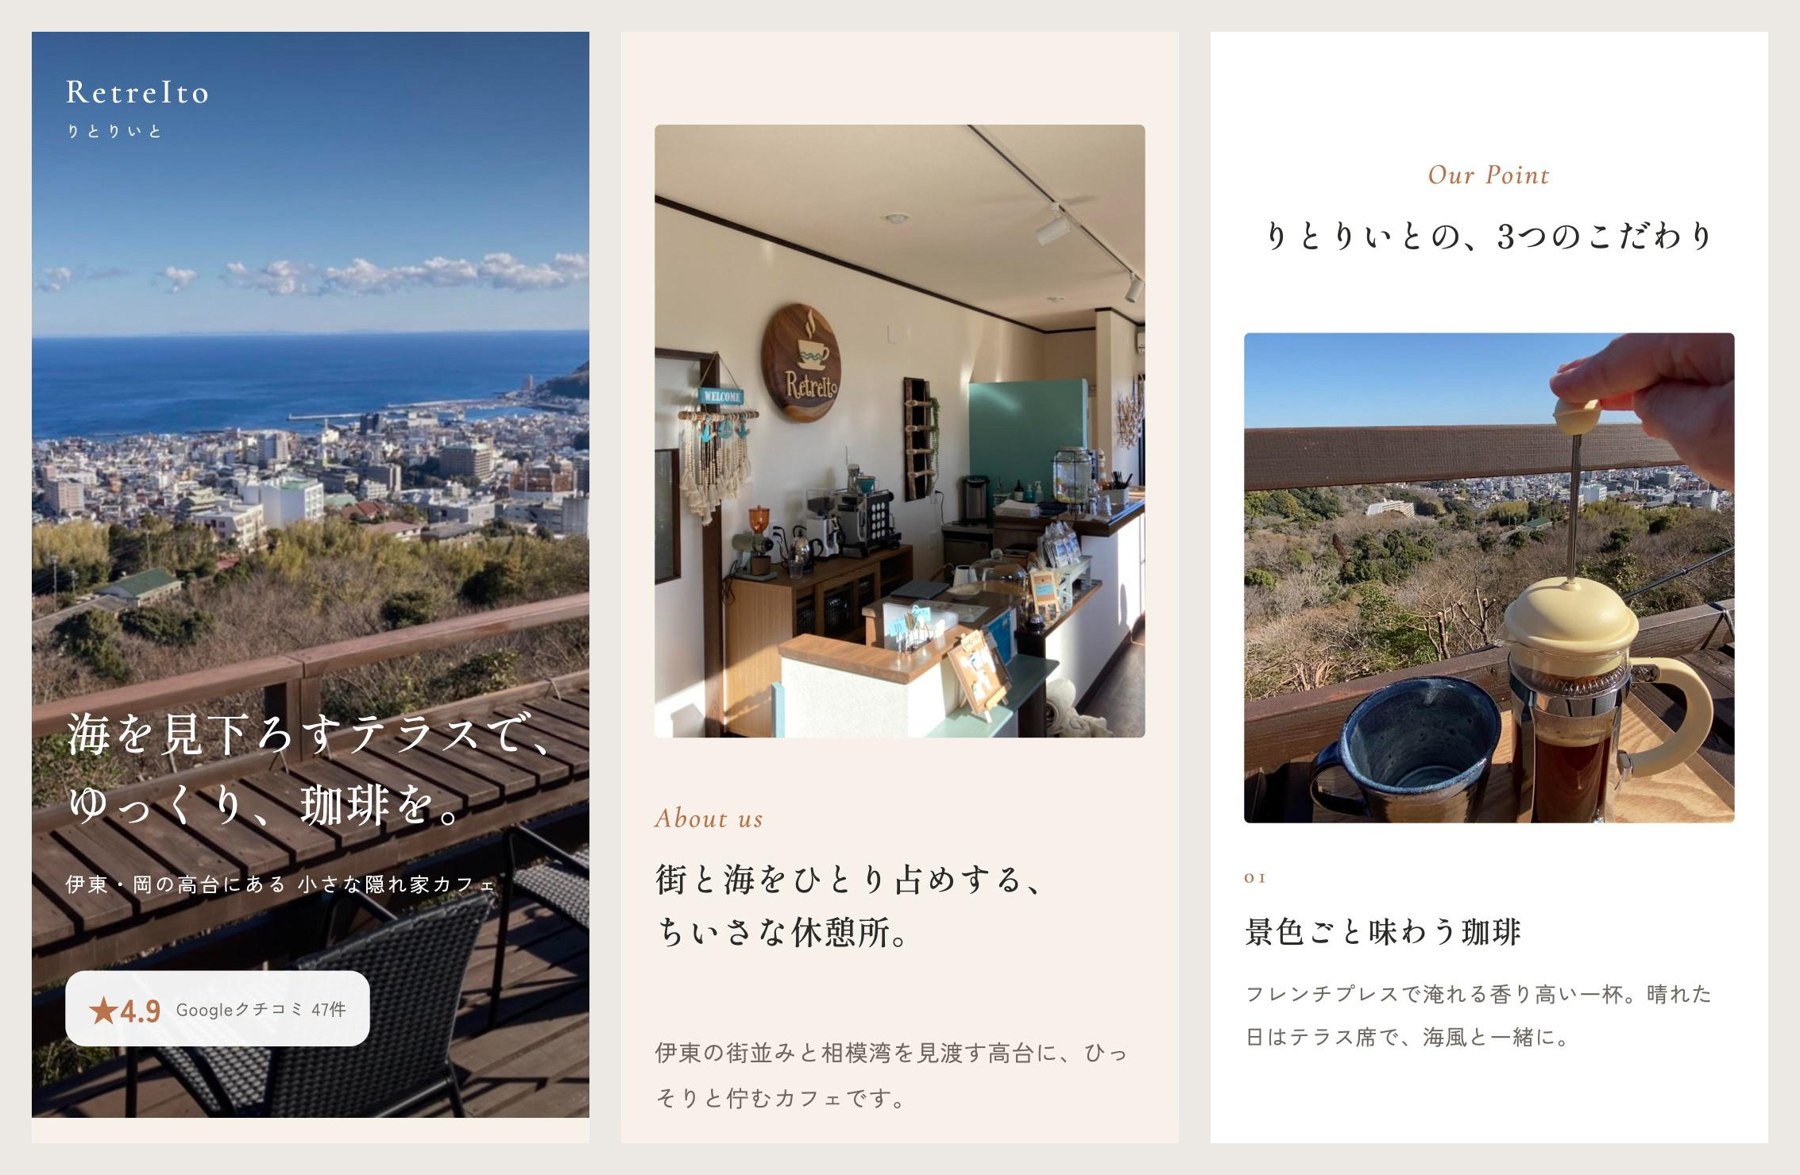 RetreIto
りとりいと
海を見下ろすテラスで、
ゆっくり、珈琲を。
伊東・岡の高台にある 小さな隠れ家カフェ
★4.9 Googleクチコミ 47件
WELCOME
RetreIto
About us
街と海をひとり占めする、
ちいさな休憩所。
伊東の街並みと相模湾を見渡す高台に、ひっ
そりと佇むカフェです。
Our Point
りとりいとの、3つのこだわり
01
景色ごと味わう珈琲
フレンチプレスで淹れる香り高い一杯。晴れた
日はテラス席で、海風と一緒に。